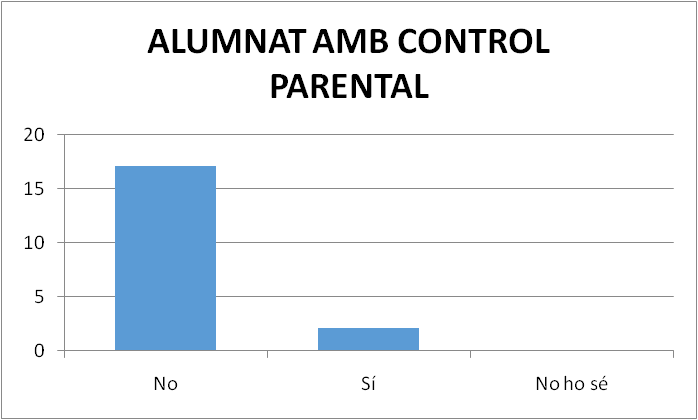 ALUMNAT AMB CONTROL
PARENTAL
20
15
10
5
0
No Sí No ho sé